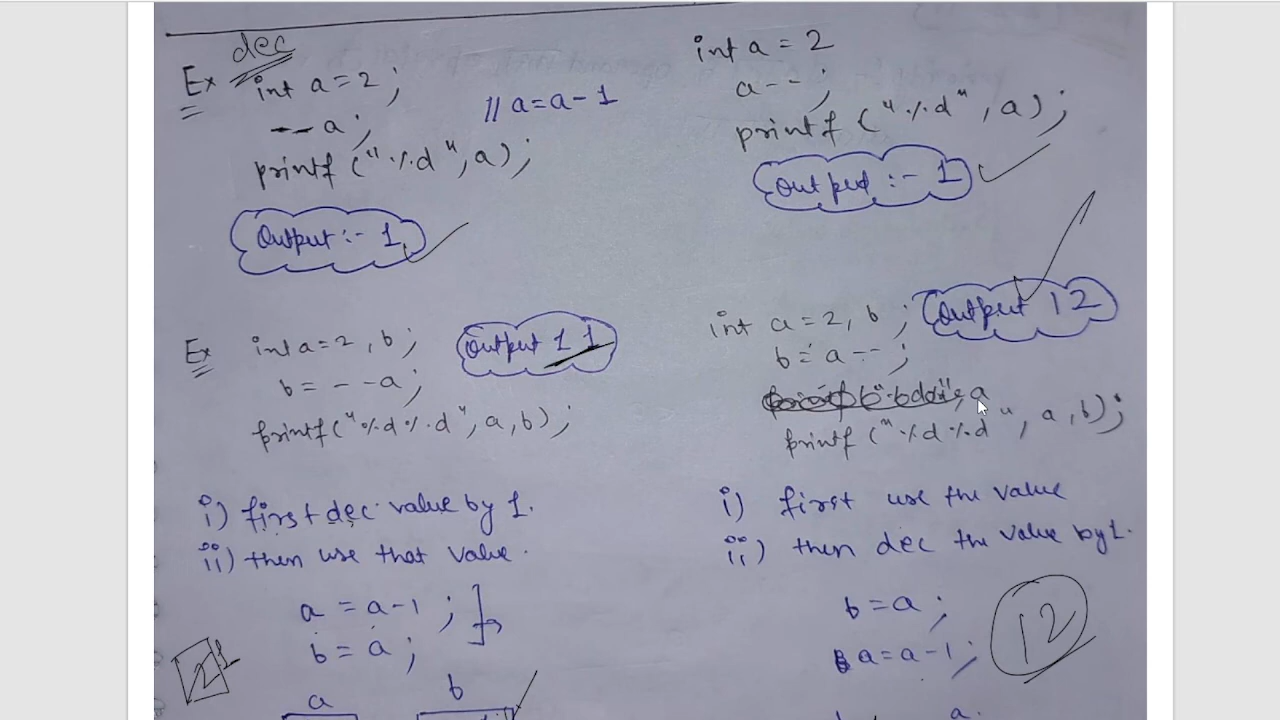 dec
Ex int a = 2 ;
-- a ; // a = a - 1
printf ("%d", a) ;
Output :- 1
int a = 2
a -- ;
printf ("%d", a) ;
Output :- 1
Ex int a = 2 , b ;
b = - - a ;
printf ("%d %d", a, b) ;
Output 1 1
i) first dec value by 1.
ii) then use that value.
a = a - 1 ;
b = a ;
2 1
a b
int a = 2, b ;
b = a -- ;
a
printf ("%d %d", a, b) ;
Output 1 2
i) first use the value
ii) then dec the value by 1.
b = a ;
a = a - 1 ;
12
a